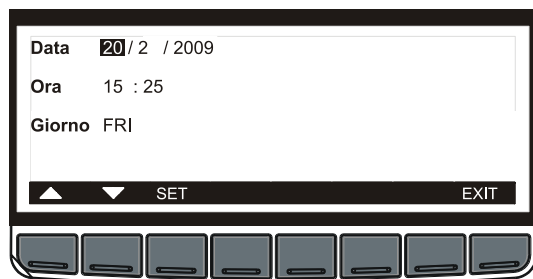 Data 20 / 2 / 2009
Ora 15 : 25
Giorno FRI
SET EXIT